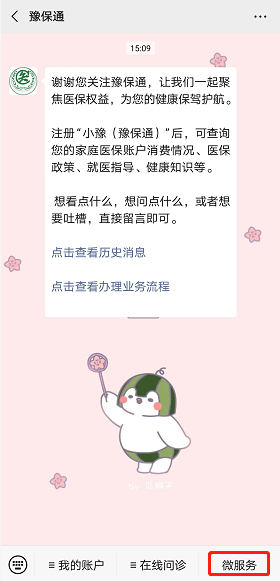 豫保通
15:09
谢谢您关注豫保通，让我们一起聚
焦医保权益，为您的健康保驾护航。
注册“小豫（豫保通）”后，可查询
您的家庭医保账户消费情况、医保
政策、就医指导、健康知识等。
想看点什么，想问点什么，或者想
要吐槽，直接留言即可。
点击查看历史消息
点击查看办理业务流程
我的账户
在线问诊
微服务